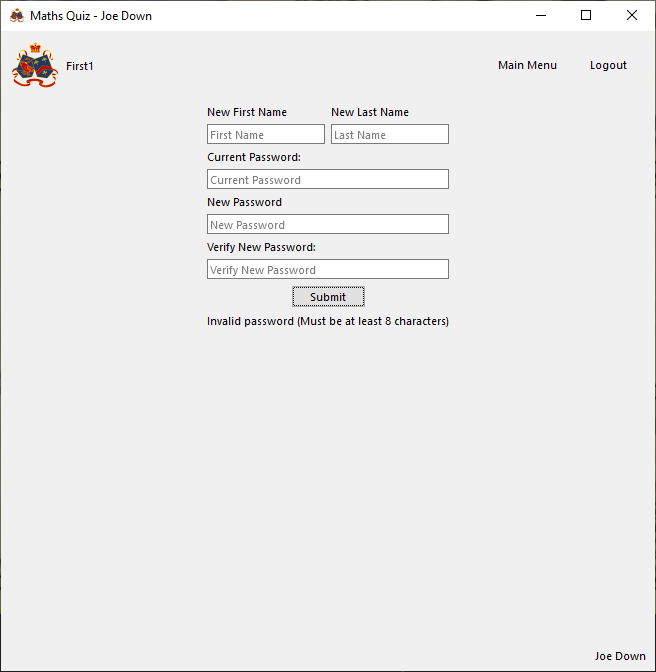 Maths Quiz - Joe Down
First1 Main Menu Logout
New First Name New Last Name
First Name Last Name
Current Password:
Current Password
New Password
New Password
Verify New Password:
Verify New Password
Submit
Invalid password (Must be at least 8 characters)
Joe Down